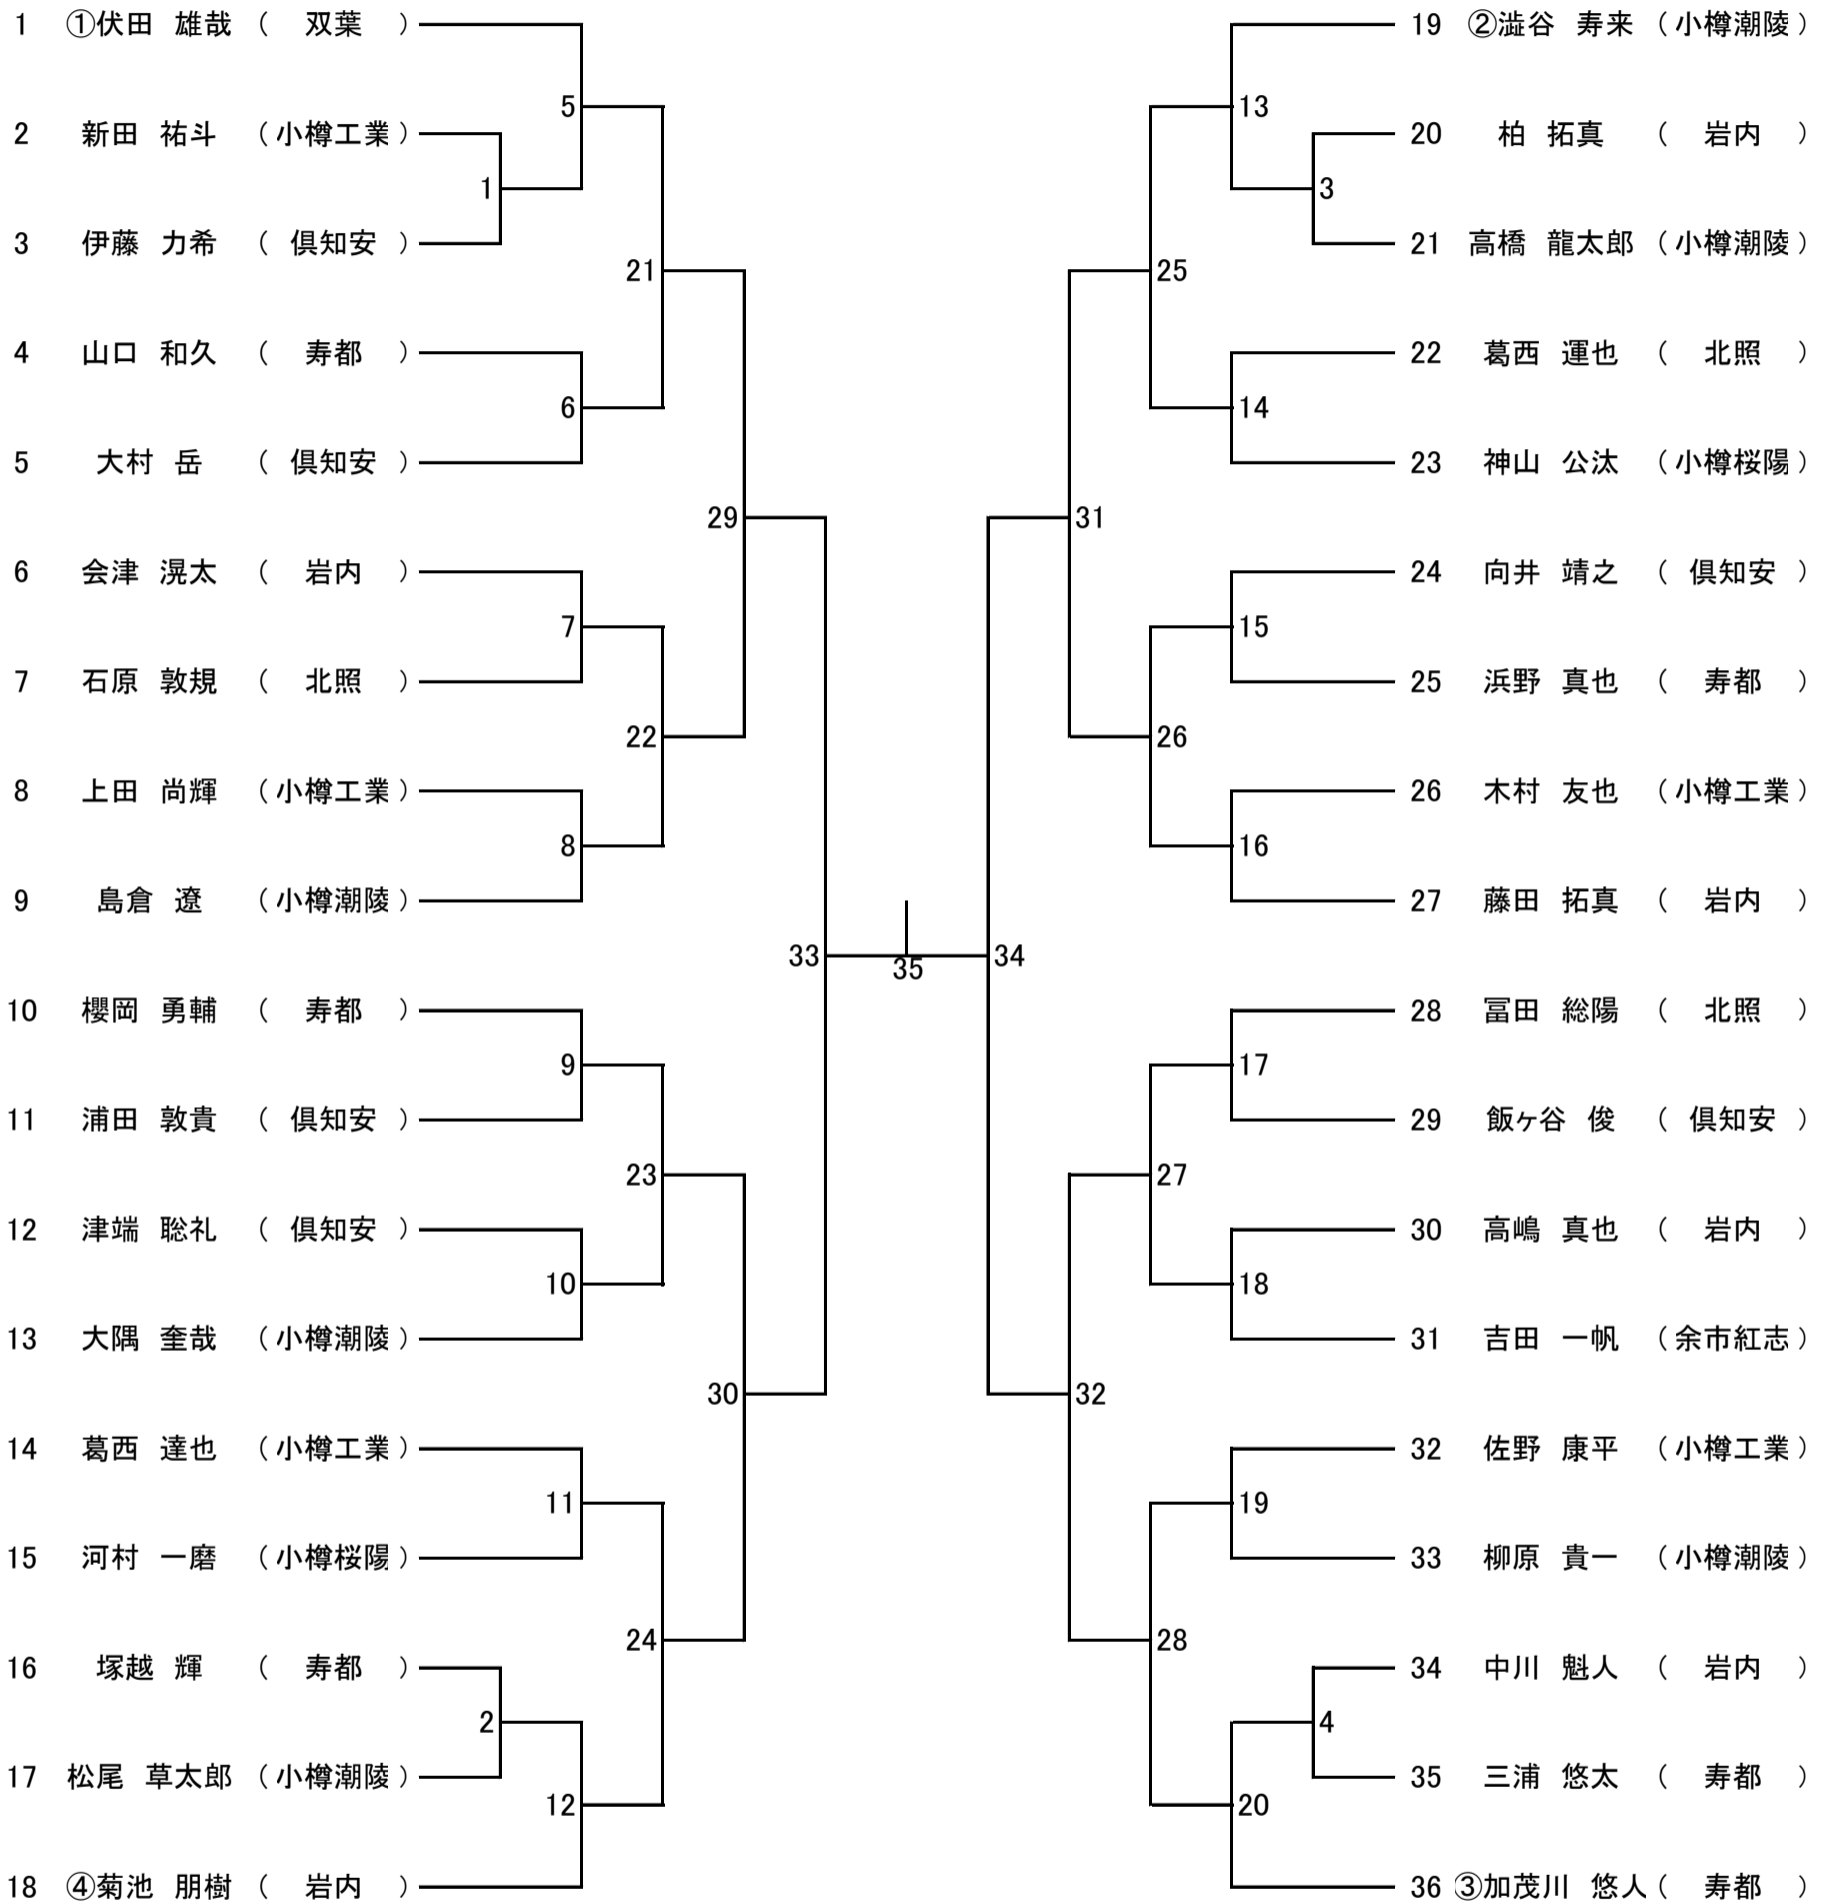 1 ①伏田 雄哉 ( 双葉 )
5
2 新田 祐斗 (小樽工業)
1
3 伊藤 力希 ( 倶知安 )
21
4 山口 和久 ( 寿都 )
6
5 大村 岳 ( 倶知安 )
29
6 会津 滉太 ( 岩内 )
7
7 石原 敦規 ( 北照 )
22
8 上田 尚輝 (小樽工業)
8
9 島倉 遼 (小樽潮陵)
33
10 櫻岡 勇輔 ( 寿都 )
9
11 浦田 敦貴 ( 倶知安 )
23
12 津端 聡礼 ( 倶知安 )
10
13 大隅 奎哉 (小樽潮陵)
30
14 葛西 達也 (小樽工業)
11
15 河村 一磨 (小樽桜陽)
24
16 塚越 輝 ( 寿都 )
2
17 松尾 草太郎 (小樽潮陵)
12
18 ④菊池 朋樹 ( 岩内 )
35
19 ②澁谷 寿来 (小樽潮陵)
13
20 柏 拓真 ( 岩内 )
3
21 高橋 龍太郎 (小樽潮陵)
25
22 葛西 運也 ( 北照 )
14
23 神山 公汰 (小樽桜陽)
31
24 向井 靖之 ( 倶知安 )
15
25 浜野 真也 ( 寿都 )
26
26 木村 友也 (小樽工業)
16
27 藤田 拓真 ( 岩内 )
34
28 冨田 総陽 ( 北照 )
17
29 飯ヶ谷 俊 ( 倶知安 )
27
30 高嶋 真也 ( 岩内 )
18
31 吉田 一帆 (余市紅志)
32
32 佐野 康平 (小樽工業)
19
33 柳原 貴一 (小樽潮陵)
28
34 中川 魁人 ( 岩内 )
4
35 三浦 悠太 ( 寿都 )
20
36 ③加茂川 悠人 ( 寿都 )